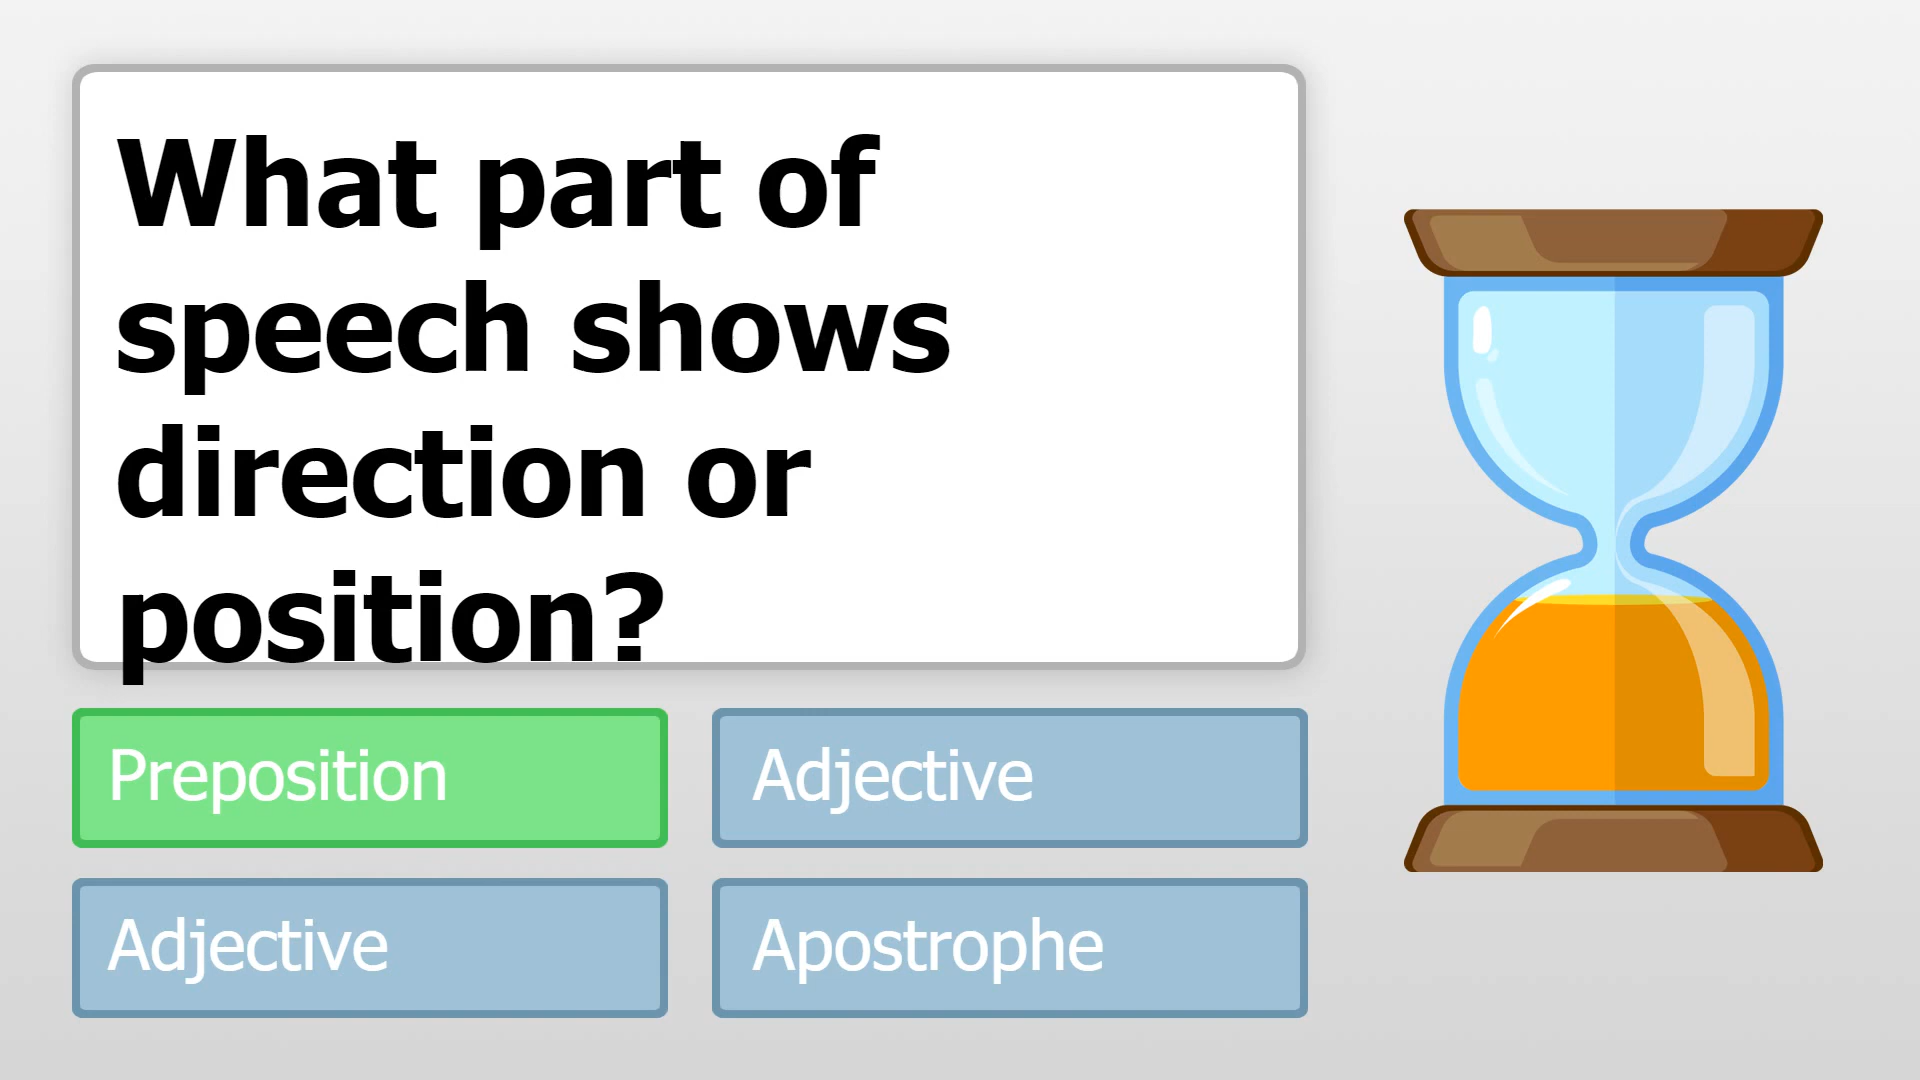 What part of
speech shows
direction or
position?
Preposition
Adjective
Adjective
Apostrophe